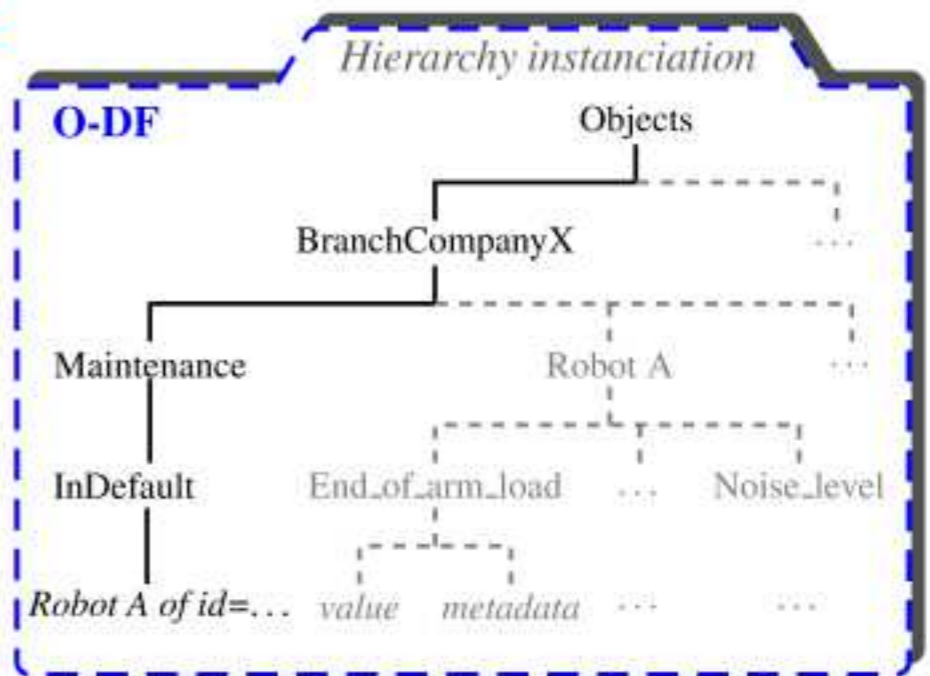 Hierarchy instanciation
O-DF
Objects
BranchCompanyX
...
Maintenance
Robot A
...
InDefault
End_of_arm_load
...
Noise_level
Robot A of id=...
value
metadata
...
...